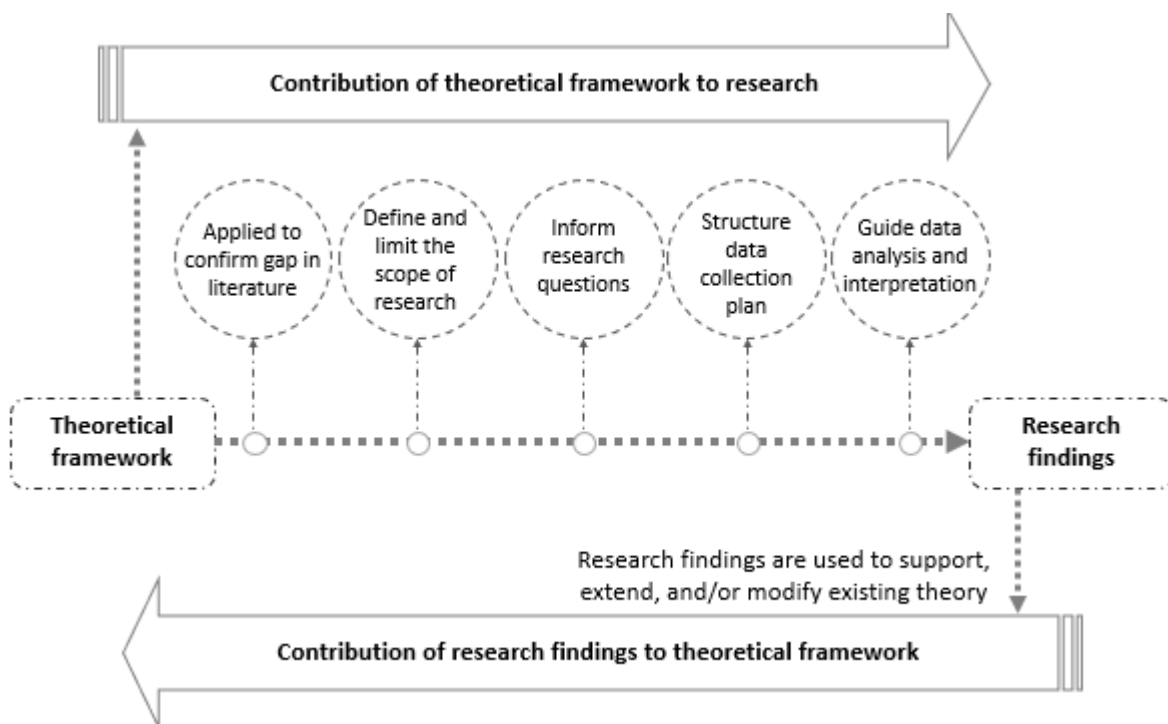 Contribution of theoretical framework to research
Applied to
confirm gap in
literature
Define and
limit the
scope of
research
Inform
research
questions
Structure
data
collection
plan
Guide data
analysis and
interpretation
Theoretical
framework
Research
findings
Research findings are used to support,
extend, and/or modify existing theory
Contribution of research findings to theoretical framework